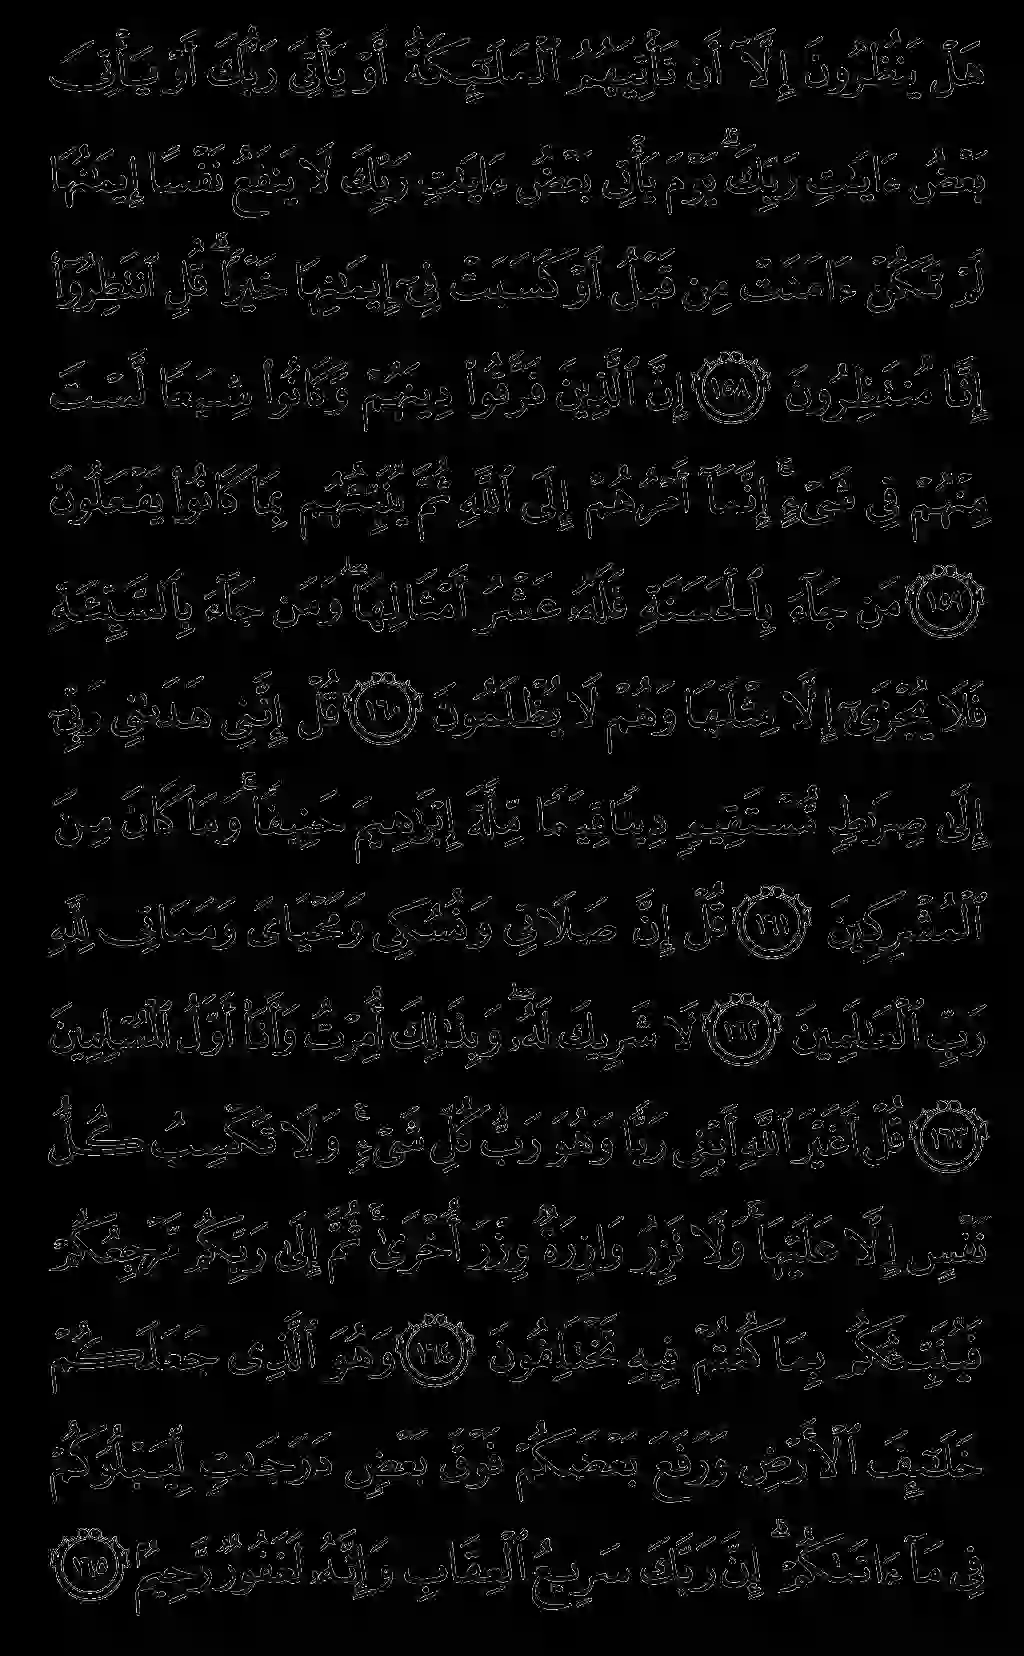 هَلْ يَنظُرُونَ إِلَّآ أَن تَأْتِيَهُمُ ٱلْمَلَـٰٓئِكَةُ أَوْ يَأْتِىَ رَبُّكَ أَوْ يَأْتِىَ
بَعْضُ ءَايَـٰتِ رَبِّكَ ۗ يَوْمَ يَأْتِى بَعْضُ ءَايَـٰتِ رَبِّكَ لَا يَنفَعُ نَفْسًا إِيمَـٰنُهَا
لَمْ تَكُنْ ءَامَنَتْ مِن قَبْلُ أَوْ كَسَبَتْ فِىٓ إِيمَـٰنِهَا خَيْرًا ۗ قُلِ ٱنتَظِرُوٓا۟
إِنَّا مُنتَظِرُونَ ١٥٨ إِنَّ ٱلَّذِينَ فَرَّقُوا۟ دِينَهُمْ وَكَانُوا۟ شِيَعًا لَّسْتَ
مِنْهُمْ فِى شَىْءٍ ۚ إِنَّمَآ أَمْرُهُمْ إِلَى ٱللَّهِ ثُمَّ يُنَبِّئُهُم بِمَا كَانُوا۟ يَفْعَلُونَ
١٥٩ مَن جَآءَ بِٱلْحَسَنَةِ فَلَهُۥ عَشْرُ أَمْثَالِهَا ۖ وَمَن جَآءَ بِٱلسَّيِّئَةِ
فَلَا يُجْزَىٰٓ إِلَّا مِثْلَهَا وَهُمْ لَا يُظْلَمُونَ ١٦٠ قُلْ إِنَّنِى هَدَىٰنِى رَبِّىٓ
إِلَىٰ صِرَٰطٍ مُّسْتَقِيمٍ دِينًا قِيَمًا مِّلَّةَ إِبْرَٰهِيمَ حَنِيفًا ۚ وَمَا كَانَ مِنَ
ٱلْمُشْرِكِينَ ١٦١ قُلْ إِنَّ صَلَاتِى وَنُسُكِى وَمَحْيَاىَ وَمَمَاتِى لِلَّهِ
رَبِّ ٱلْعَـٰلَمِينَ ١٦٢ لَا شَرِيكَ لَهُۥ ۖ وَبِذَٰلِكَ أُمِرْتُ وَأَنَا۠ أَوَّلُ ٱلْمُسْلِمِينَ
١٦٣ قُلْ أَغَيْرَ ٱللَّهِ أَبْغِى رَبًّا وَهُوَ رَبُّ كُلِّ شَىْءٍ ۚ وَلَا تَكْسِبُ كُلُّ
نَفْسٍ إِلَّا عَلَيْهَا ۚ وَلَا تَزِرُ وَازِرَةٌ وِزْرَ أُخْرَىٰ ۚ ثُمَّ إِلَىٰ رَبِّكُم مَّرْجِعُكُمْ
فَيُنَبِّئُكُم بِمَا كُنتُمْ فِيهِ تَخْتَلِفُونَ ١٦٤ وَهُوَ ٱلَّذِى جَعَلَكُمْ
خَلَـٰٓئِفَ ٱلْأَرْضِ وَرَفَعَ بَعْضَكُمْ فَوْقَ بَعْضٍ دَرَجَـٰتٍ لِّيَبْلُوَكُمْ
فِى مَآ ءَاتَىٰكُمْ ۗ إِنَّ رَبَّكَ سَرِيعُ ٱلْعِقَابِ وَإِنَّهُۥ لَغَفُورٌ رَّحِيمٌۢ ١٦٥